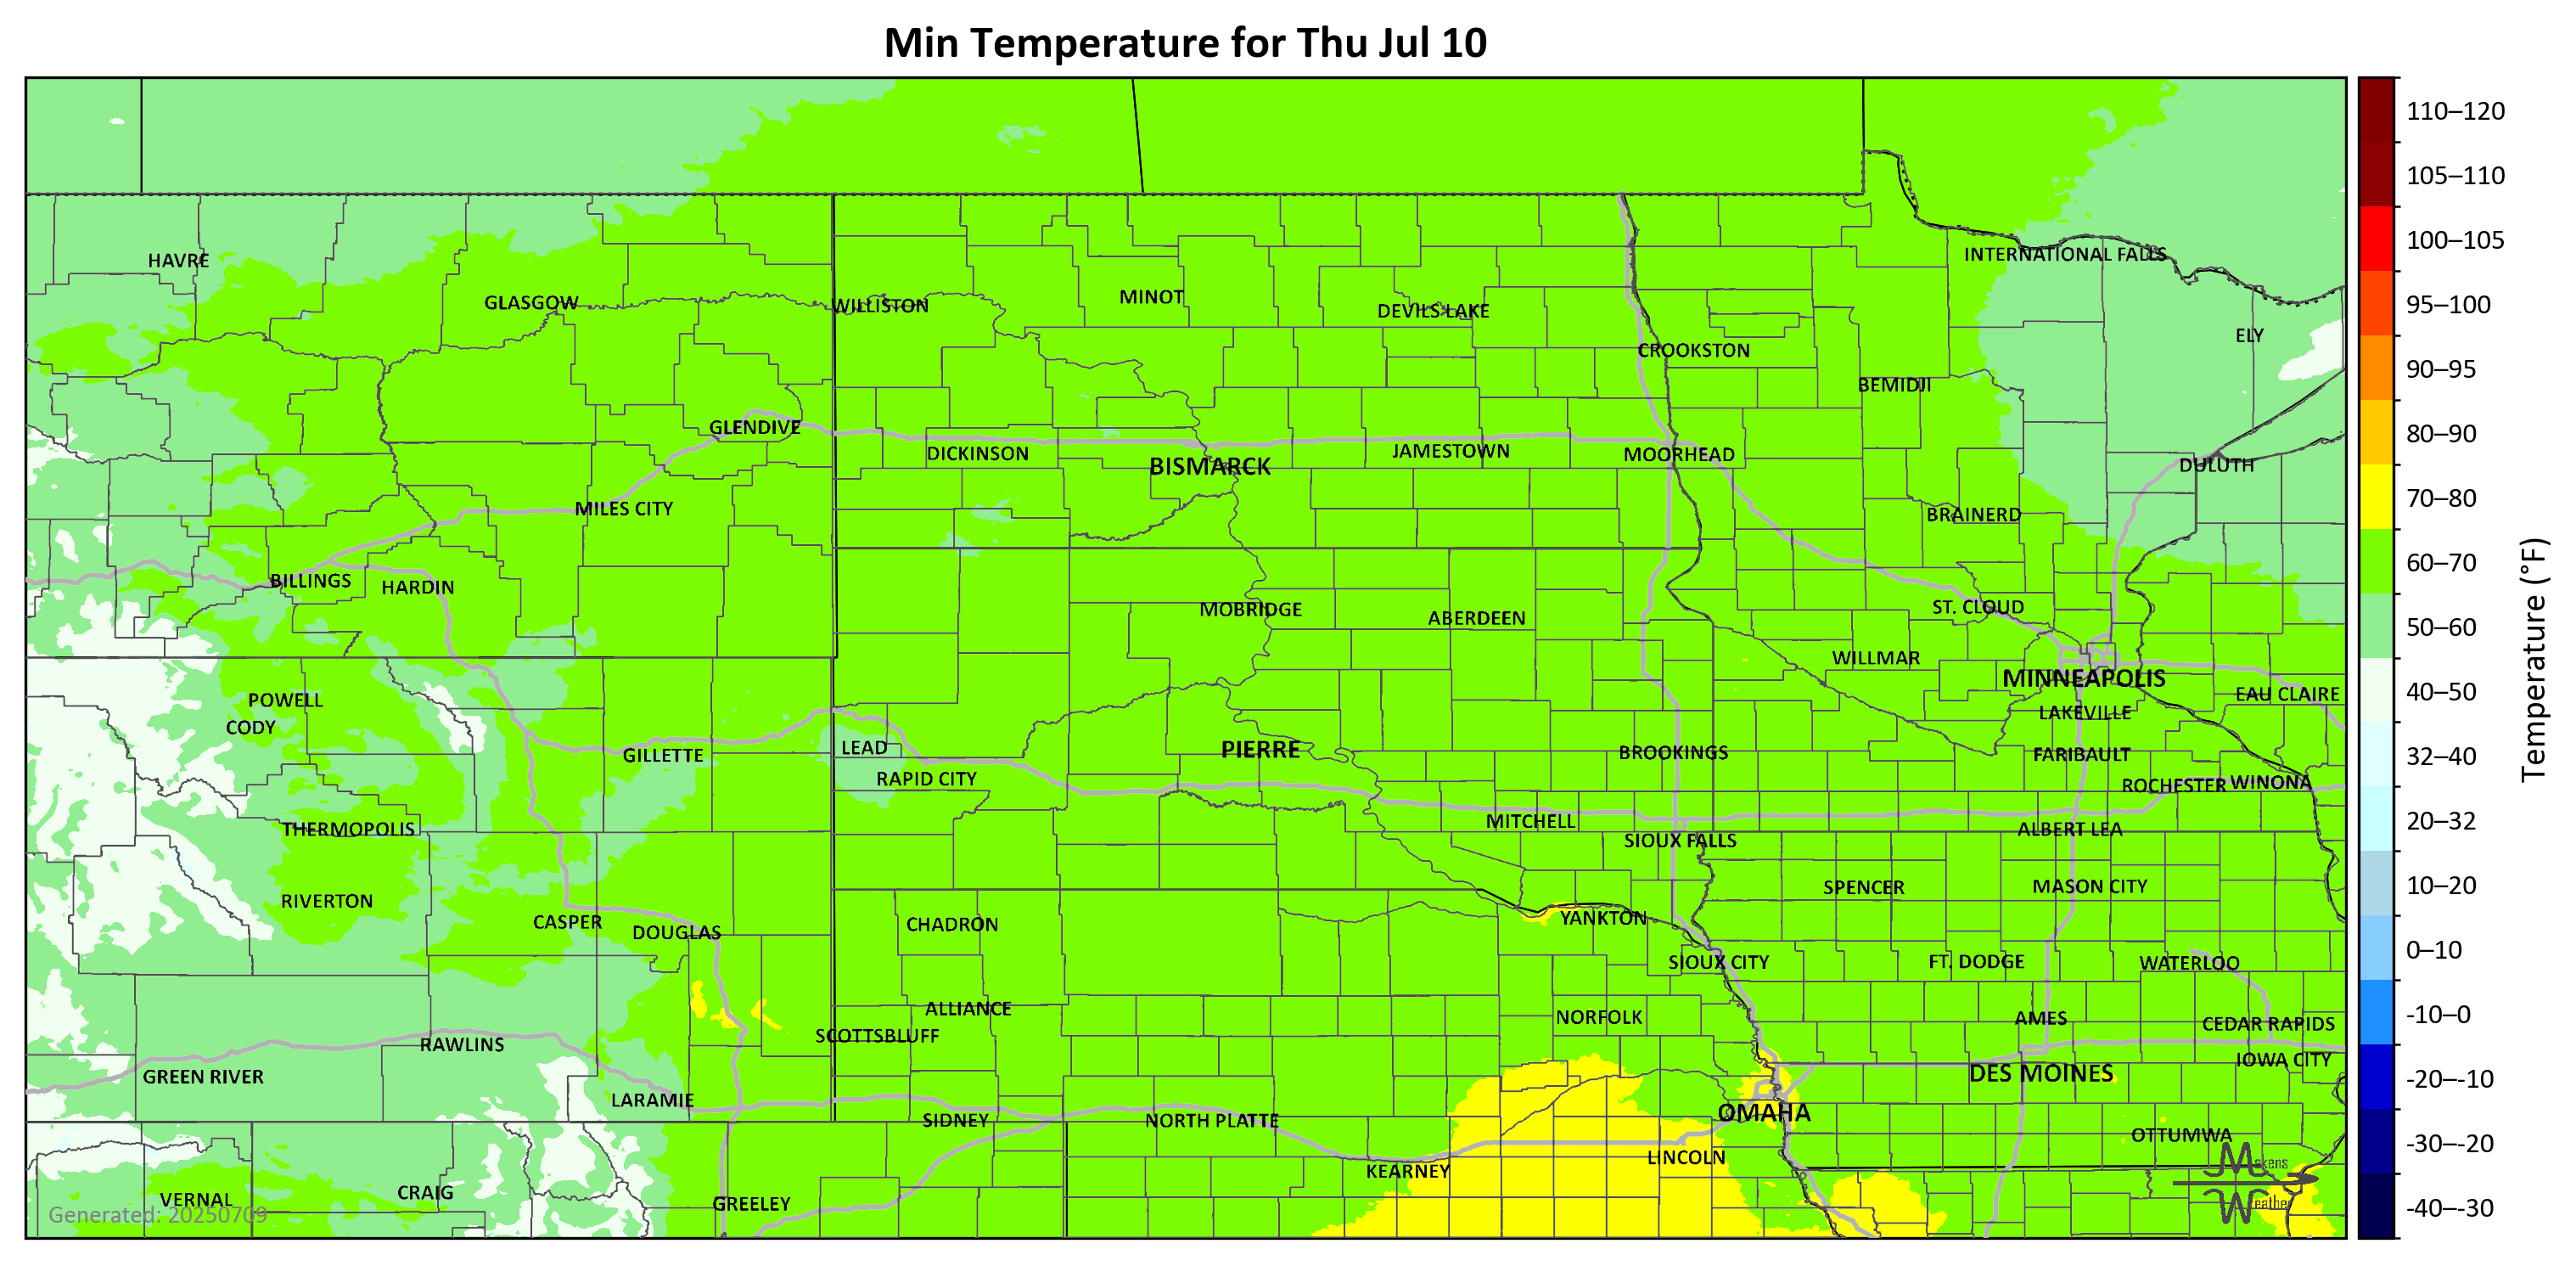 Min Temperature for Thu Jul 10
110–120
105–110
100–105
95–100
90–95
80–90
70–80
60–70
50–60
40–50
32–40
20–32
10–20
0–10
-10–0
-20–-10
-30–-20
-40–-30
Temperature (°F)
HAVRE
INTERNATIONAL FALLS
GLASGOW
WILLISTON
MINOT
DEVILS LAKE
ELY
CROOKSTON
BEMIDJI
GLENDIVE
DICKINSON
BISMARCK
JAMESTOWN
MOORHEAD
DULUTH
MILES CITY
BRAINERD
BILLINGS
HARDIN
MOBRIDGE
ABERDEEN
ST. CLOUD
WILLMAR
MINNEAPOLIS
POWELL
EAU CLAIRE
CODY
LAKEVILLE
GILLETTE
LEAD
PIERRE
BROOKINGS
FARIBAULT
RAPID CITY
ROCHESTER
WINONA
THERMOPOLIS
MITCHELL
SIOUX FALLS
ALBERT LEA
RIVERTON
SPENCER
MASON CITY
CASPER
DOUGLAS
CHADRON
YANKTON
SIOUX CITY
FT. DODGE
WATERLOO
ALLIANCE
NORFOLK
AMES
CEDAR RAPIDS
SCOTTSBLUFF
RAWLINS
IOWA CITY
GREEN RIVER
DES MOINES
LARAMIE
SIDNEY
NORTH PLATTE
OMAHA
OTTUMWA
KEARNEY
LINCOLN
VERNAL
CRAIG
GREELEY
Makens
Weather
Generated: 20250709